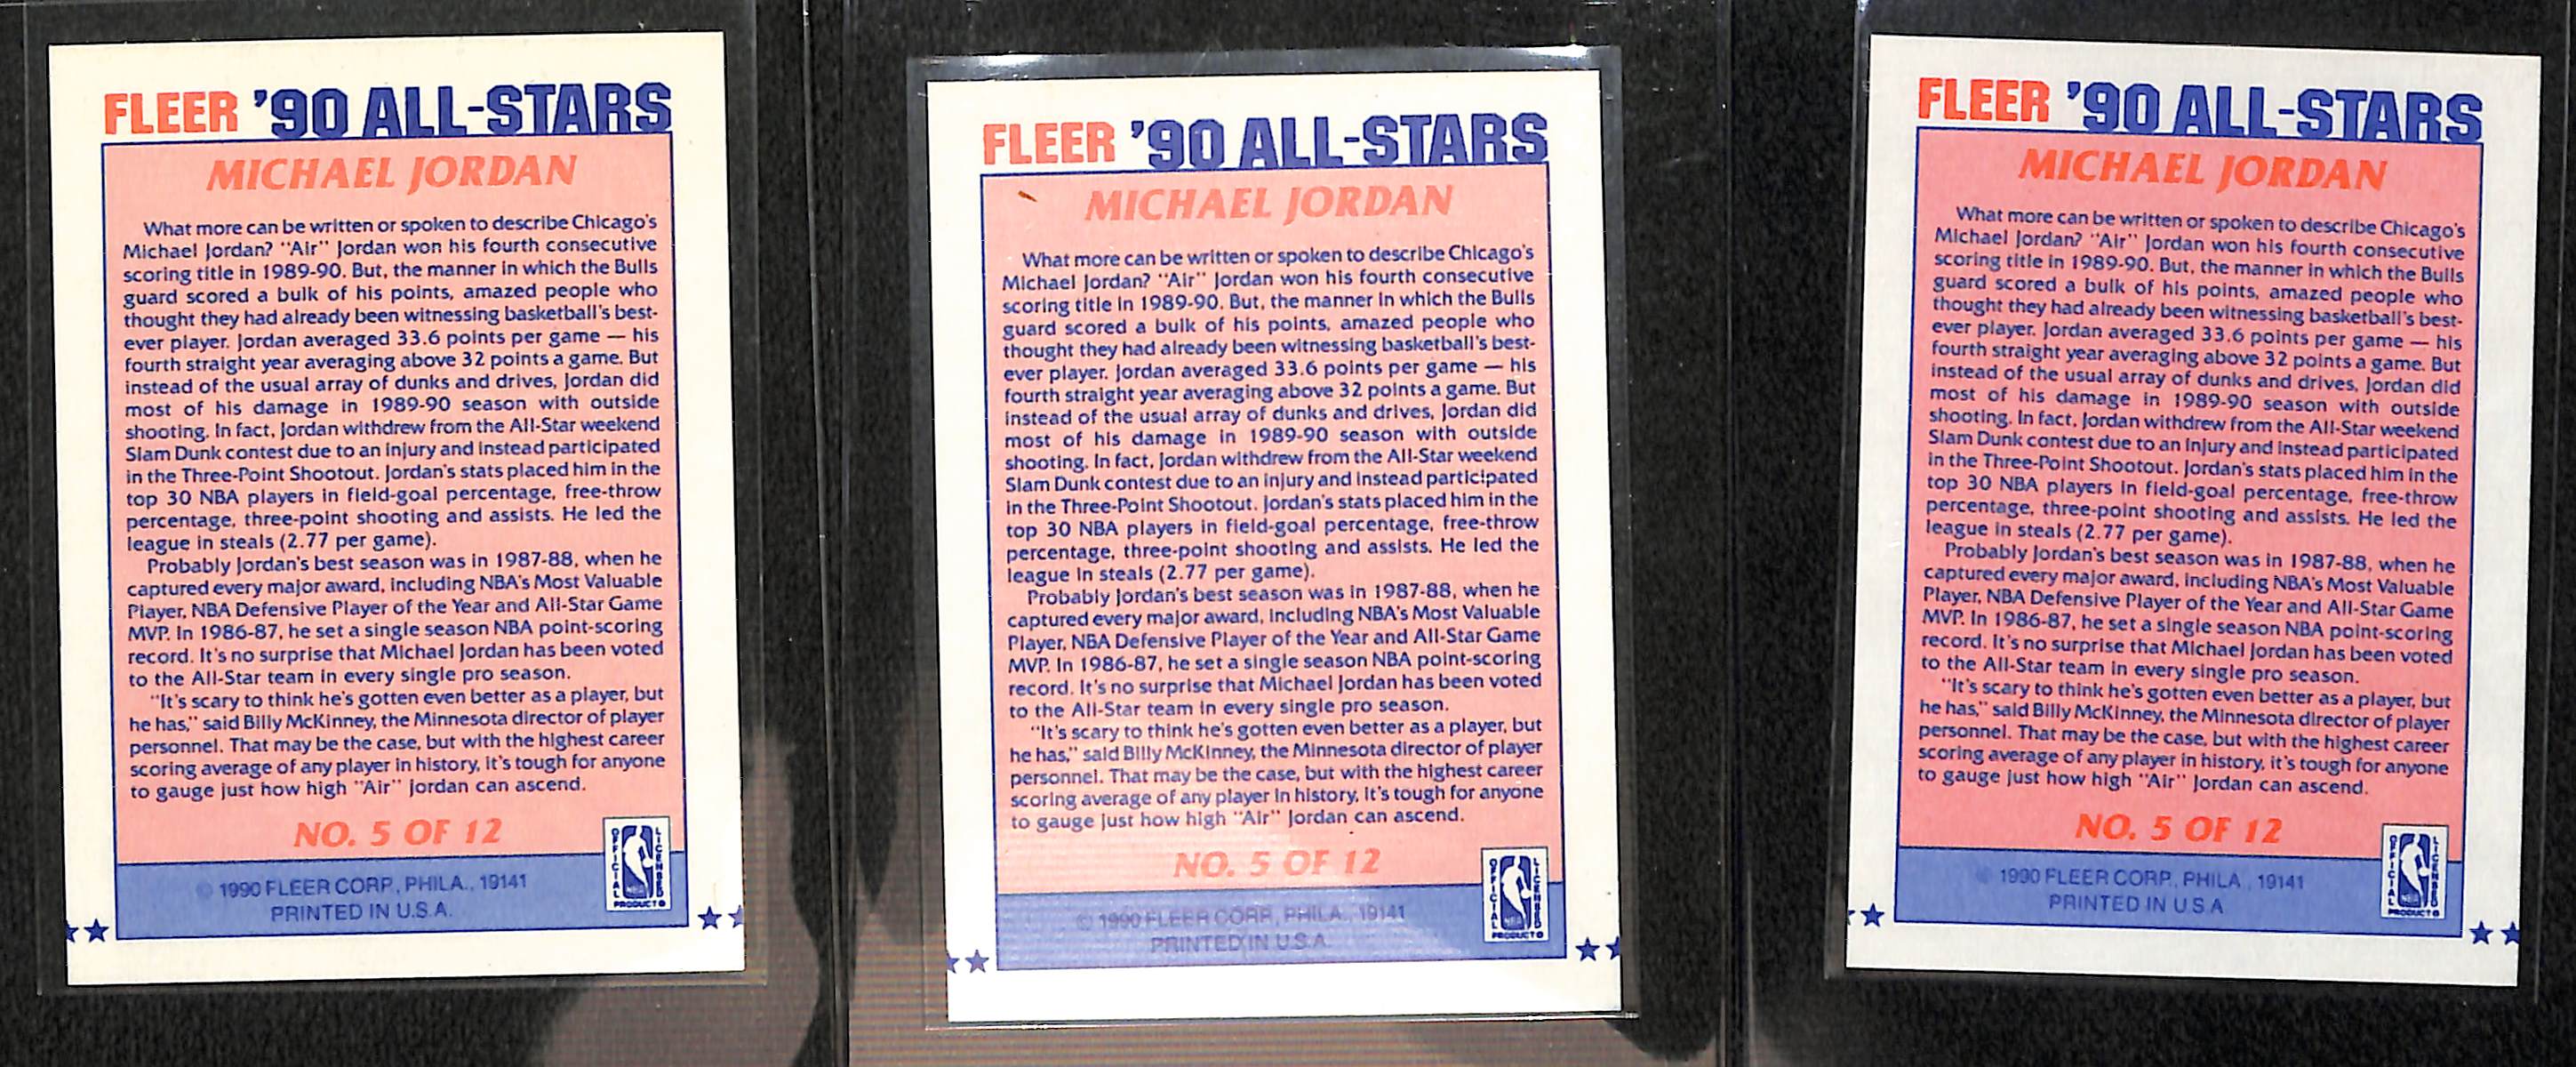 FLEER '90 ALL-STARS
MICHAEL JORDAN
What more can be written or spoken to describe Chicago's
Michael Jordan? "Air" Jordan won his fourth consecutive
scoring title in 1989-90. But, the manner in which the Bulls
guard scored a bulk of his points, amazed people who
thought they had already been witnessing basketball's best-
ever player. Jordan averaged 33.6 points per game — his
fourth straight year averaging above 32 points a game. But
instead of the usual array of dunks and drives, Jordan did
most of his damage in 1989-90 season with outside
shooting. In fact, Jordan withdrew from the All-Star weekend
Slam Dunk contest due to an injury and instead participated
in the Three-Point Shootout. Jordan's stats placed him in the
top 30 NBA players in field-goal percentage, free-throw
percentage, three-point shooting and assists. He led the
league in steals (2.77 per game).
Probably Jordan's best season was in 1987-88, when he
captured every major award, including NBA's Most Valuable
Player, NBA Defensive Player of the Year and All-Star Game
MVP. In 1986-87, he set a single season NBA point-scoring
record. It's no surprise that Michael Jordan has been voted
to the All-Star team in every single pro season.
"It's scary to think he's gotten even better as a player, but
he has," said Billy McKinney, the Minnesota director of player
personnel. That may be the case, but with the highest career
scoring average of any player in history, it's tough for anyone
to gauge just how high "Air" Jordan can ascend.
NO. 5 OF 12
© 1990 FLEER CORP., PHILA., 19141
PRINTED IN U.S.A.
OFFICIAL LICENSED
NBA
PRODUCT
FLEER '90 ALL-STARS
MICHAEL JORDAN
What more can be written or spoken to describe Chicago's
Michael Jordan? "Air" Jordan won his fourth consecutive
scoring title in 1989-90. But, the manner in which the Bulls
guard scored a bulk of his points, amazed people who
thought they had already been witnessing basketball's best-
ever player. Jordan averaged 33.6 points per game — his
fourth straight year averaging above 32 points a game. But
instead of the usual array of dunks and drives, Jordan did
most of his damage in 1989-90 season with outside
shooting. In fact, Jordan withdrew from the All-Star weekend
Slam Dunk contest due to an injury and instead participated
in the Three-Point Shootout. Jordan's stats placed him in the
top 30 NBA players in field-goal percentage, free-throw
percentage, three-point shooting and assists. He led the
league in steals (2.77 per game).
Probably Jordan's best season was in 1987-88, when he
captured every major award, including NBA's Most Valuable
Player, NBA Defensive Player of the Year and All-Star Game
MVP. In 1986-87, he set a single season NBA point-scoring
record. It's no surprise that Michael Jordan has been voted
to the All-Star team in every single pro season.
"It's scary to think he's gotten even better as a player, but
he has," said Billy McKinney, the Minnesota director of player
personnel. That may be the case, but with the highest career
scoring average of any player in history, it's tough for anyone
to gauge just how high "Air" Jordan can ascend.
NO. 5 OF 12
© 1990 FLEER CORP., PHILA., 19141
PRINTED IN U.S.A.
OFFICIAL LICENSED
NBA
PRODUCT
FLEER '90 ALL-STARS
MICHAEL JORDAN
What more can be written or spoken to describe Chicago's
Michael Jordan? "Air" Jordan won his fourth consecutive
scoring title in 1989-90. But, the manner in which the Bulls
guard scored a bulk of his points, amazed people who
thought they had already been witnessing basketball's best-
ever player. Jordan averaged 33.6 points per game — his
fourth straight year averaging above 32 points a game. But
instead of the usual array of dunks and drives, Jordan did
most of his damage in 1989-90 season with outside
shooting. In fact, Jordan withdrew from the All-Star weekend
Slam Dunk contest due to an injury and instead participated
in the Three-Point Shootout. Jordan's stats placed him in the
top 30 NBA players in field-goal percentage, free-throw
percentage, three-point shooting and assists. He led the
league in steals (2.77 per game).
Probably Jordan's best season was in 1987-88, when he
captured every major award, including NBA's Most Valuable
Player, NBA Defensive Player of the Year and All-Star Game
MVP. In 1986-87, he set a single season NBA point-scoring
record. It's no surprise that Michael Jordan has been voted
to the All-Star team in every single pro season.
"It's scary to think he's gotten even better as a player, but
he has," said Billy McKinney, the Minnesota director of player
personnel. That may be the case, but with the highest career
scoring average of any player in history, it's tough for anyone
to gauge just how high "Air" Jordan can ascend.
NO. 5 OF 12
© 1990 FLEER CORP., PHILA., 19141
PRINTED IN U.S.A.
OFFICIAL LICENSED
NBA
PRODUCT